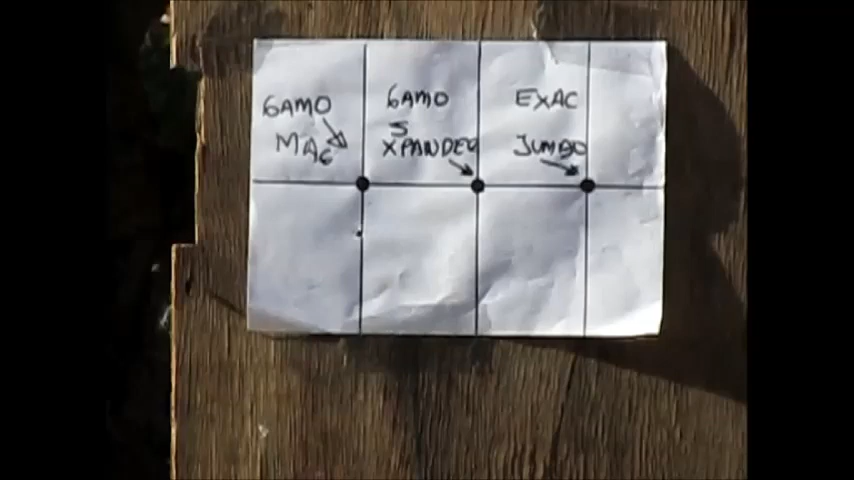 GAMO
MAG
GAMO
S
XPANDER
EXAC
JUMBO